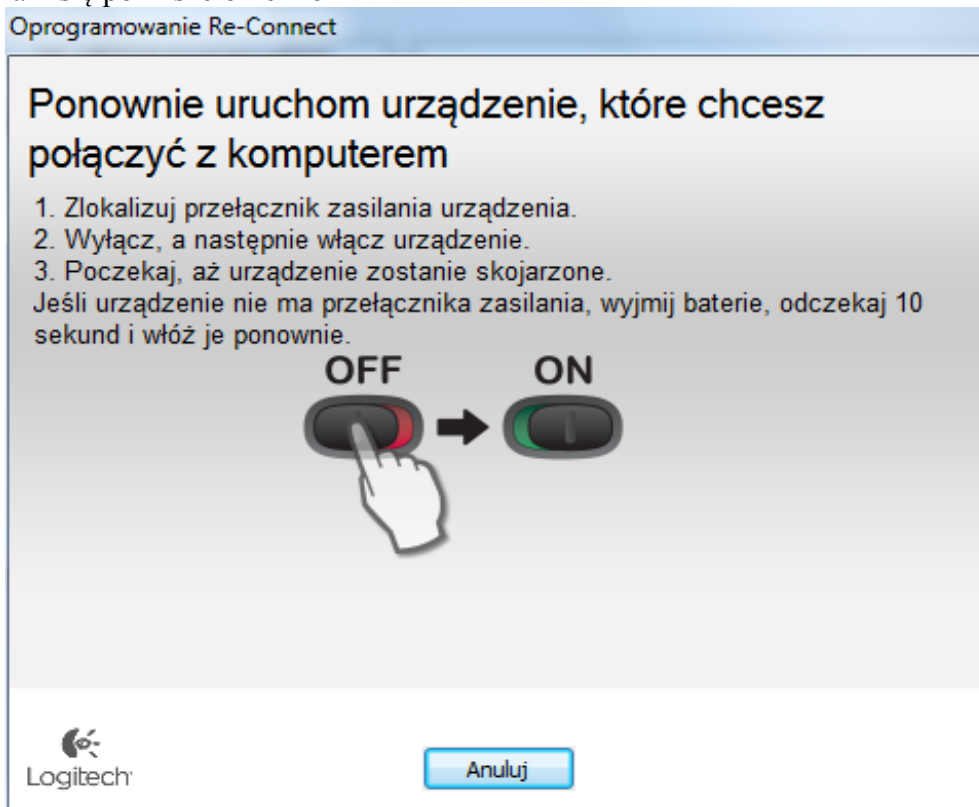 Oprogramowanie Re-Connect
Ponownie uruchom urządzenie, które chcesz
połączyć z komputerem
1. Zlokalizuj przełącznik zasilania urządzenia.
2. Wyłącz, a następnie włącz urządzenie.
3. Poczekaj, aż urządzenie zostanie skojarzone.
Jeśli urządzenie nie ma przełącznika zasilania, wyjmij baterie, odczekaj 10
sekund i włóż je ponownie.
OFF ON
Logitech
Anuluj